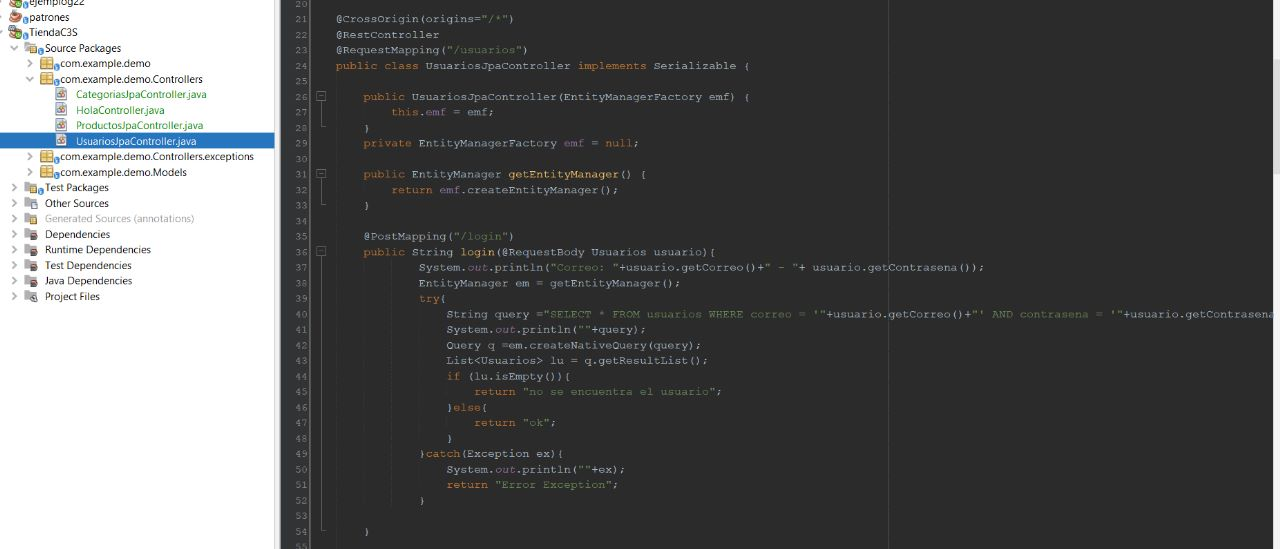 ejemplog22
patrones
TiendaC3S
Source Packages
com.example.demo
com.example.demo.Controllers
CategoriasJpaController.java
HolaController.java
ProductosJpaController.java
UsuariosJpaController.java
com.example.demo.Controllers.exceptions
com.example.demo.Models
Test Packages
Other Sources
Generated Sources (annotations)
Dependencies
Runtime Dependencies
Test Dependencies
Java Dependencies
Project Files
20
21 @CrossOrigin(origins="/*")
22 @RestController
23 @RequestMapping("/usuarios")
24 public class UsuariosJpaController implements Serializable {
25
26 public UsuariosJpaController(EntityManagerFactory emf) {
27 this.emf = emf;
28 }
29 private EntityManagerFactory emf = null;
30
31 public EntityManager getEntityManager() {
32 return emf.createEntityManager();
33 }
34
35 @PostMapping("/login")
36 public String login(@RequestBody Usuarios usuario){
37 System.out.println("Correo: "+usuario.getCorreo()+" - "+ usuario.getContrasena());
38 EntityManager em = getEntityManager();
39 try{
40 String query ="SELECT * FROM usuarios WHERE correo = '"+usuario.getCorreo()+"' AND contrasena = '"+usuario.getContrasena
41 System.out.println(""+query);
42 Query q =em.createNativeQuery(query);
43 List<Usuarios> lu = q.getResultList();
44 if (lu.isEmpty()){
45 return "no se encuentra el usuario";
46 }else{
47 return "ok";
48 }
49 }catch(Exception ex){
50 System.out.println(""+ex);
51 return "Error Exception";
52 }
53
54 }
55